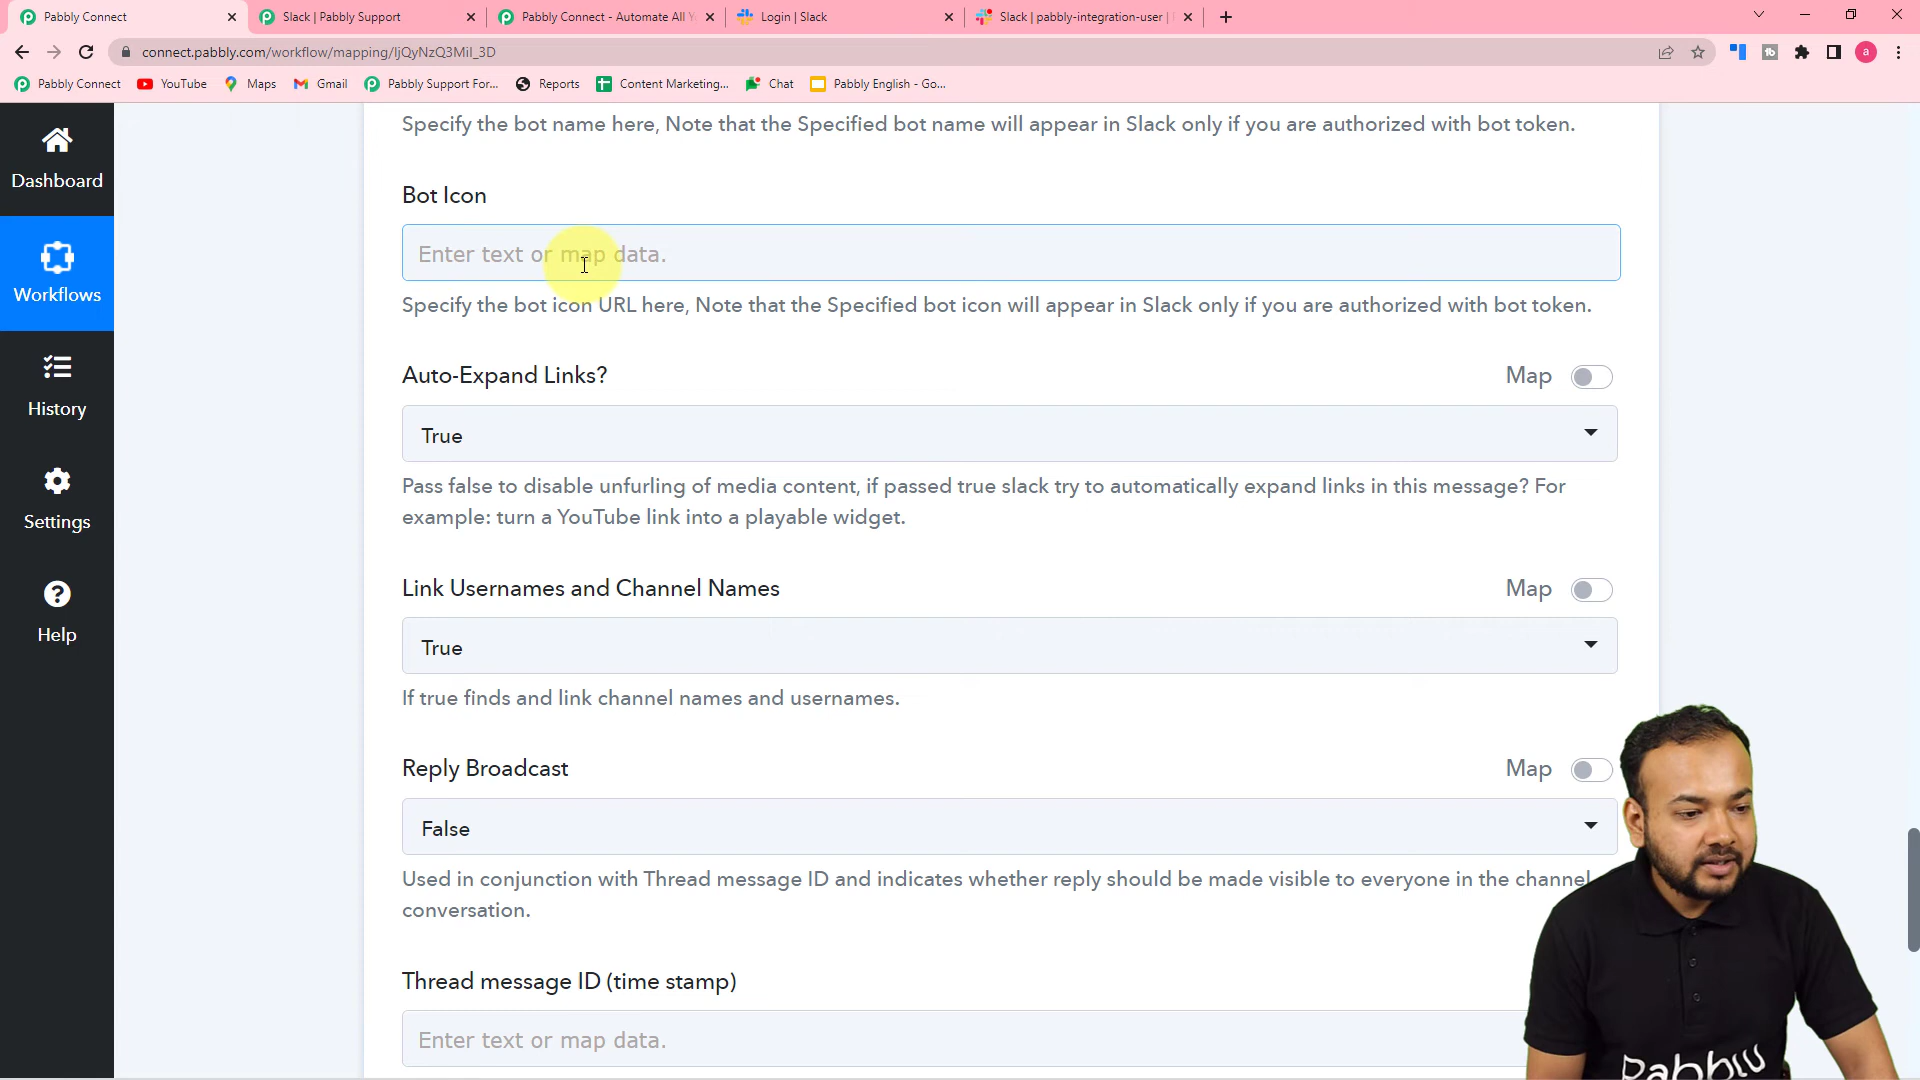 Pabbly Connect
Slack | Pabbly Support
Pabbly Connect - Automate All Y
Login | Slack
Slack | pabbly-integration-user |
connect.pabbly.com/workflow/mapping/IjQyNzQ3MiI_3D
a
Pabbly Connect
YouTube
Maps
Gmail
Pabbly Support For...
Reports
Content Marketing...
Chat
Pabbly English - Go...
Dashboard
Workflows
History
Settings
Help
Specify the bot name here, Note that the Specified bot name will appear in Slack only if you are authorized with bot token.
Bot Icon
Enter text or map data.
Specify the bot icon URL here, Note that the Specified bot icon will appear in Slack only if you are authorized with bot token.
Auto-Expand Links?
Map
True
Pass false to disable unfurling of media content, if passed true slack try to automatically expand links in this message? For
example: turn a YouTube link into a playable widget.
Link Usernames and Channel Names
Map
True
If true finds and link channel names and usernames.
Reply Broadcast
Map
False
Used in conjunction with Thread message ID and indicates whether reply should be made visible to everyone in the channel
conversation.
Thread message ID (time stamp)
Enter text or map data.
Pabbly